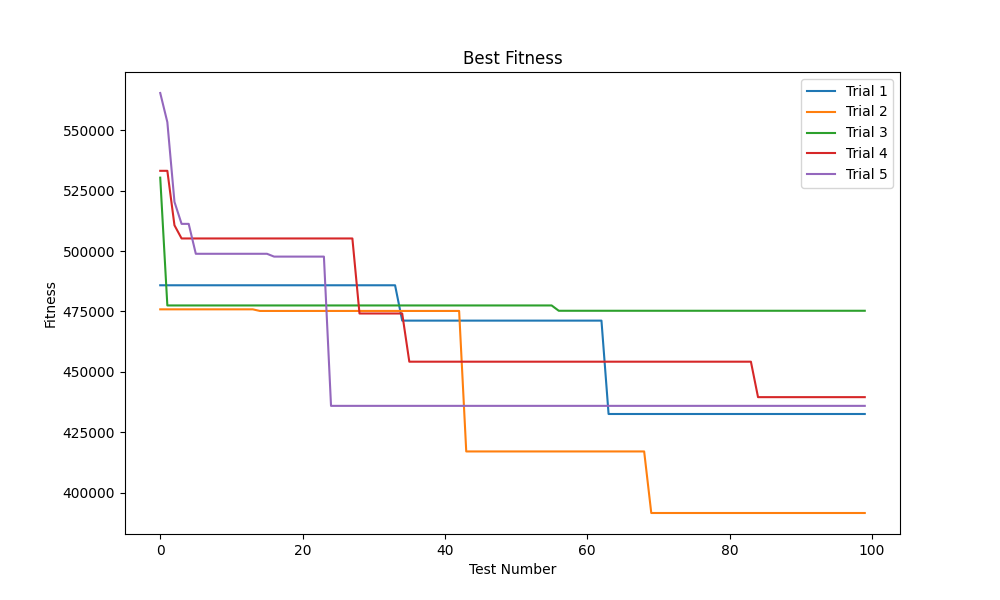 Best Fitness
Trial 1
Trial 2
Trial 3
Trial 4
Trial 5
Fitness
550000
525000
500000
475000
450000
425000
400000
0 20 40 60 80 100
Test Number